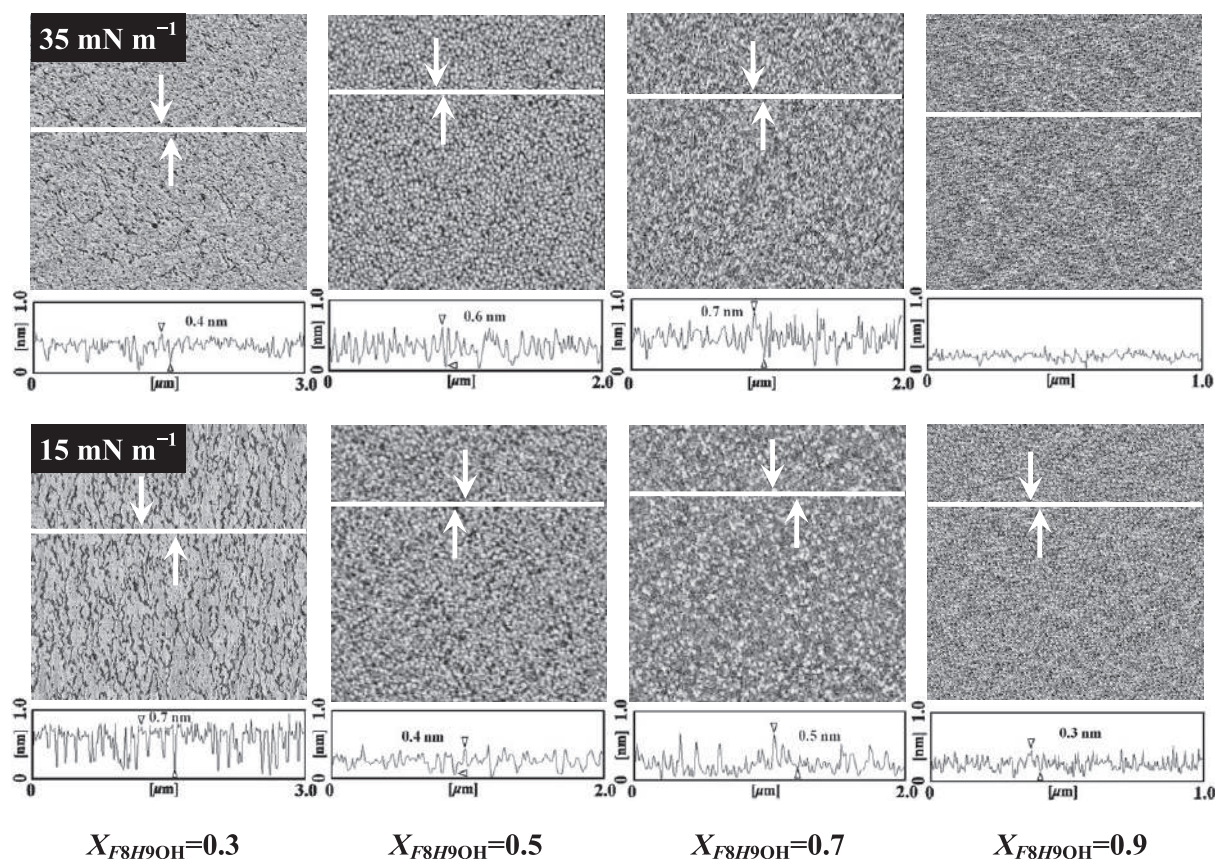 35 mN m⁻¹
[nm]
0 1.0
0.4 nm
0 [μm] 3.0
[nm]
0 1.0
0.6 nm
0 [μm] 2.0
[nm]
0 1.0
0.7 nm
0 [μm] 2.0
[nm]
0 1.0
0 [μm] 1.0
15 mN m⁻¹
[nm]
0 1.0
0.7 nm
0 [μm] 3.0
[nm]
0 1.0
0.4 nm
0 [μm] 2.0
[nm]
0 1.0
0.5 nm
0 [μm] 2.0
[nm]
0 1.0
0.3 nm
0 [μm] 1.0
X_F8H9OH=0.3
X_F8H9OH=0.5
X_F8H9OH=0.7
X_F8H9OH=0.9